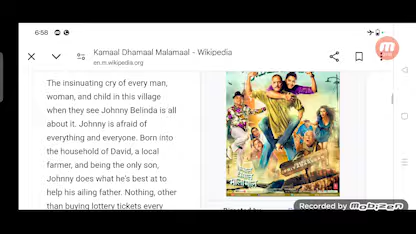 6:58
Kamaal Dhamaal Malamaal - Wikipedia
en.m.wikipedia.org
The insinuating cry of every man,
woman, and child in this village
when they see Johnny Belinda is all
about it. Johnny is afraid of
everything and everyone. Born into
the household of David, a local
farmer, and being the only son,
Johnny does what he's best at to
help his ailing father. Nothing, other
than buying lottery tickets every
Recorded by
mobizen